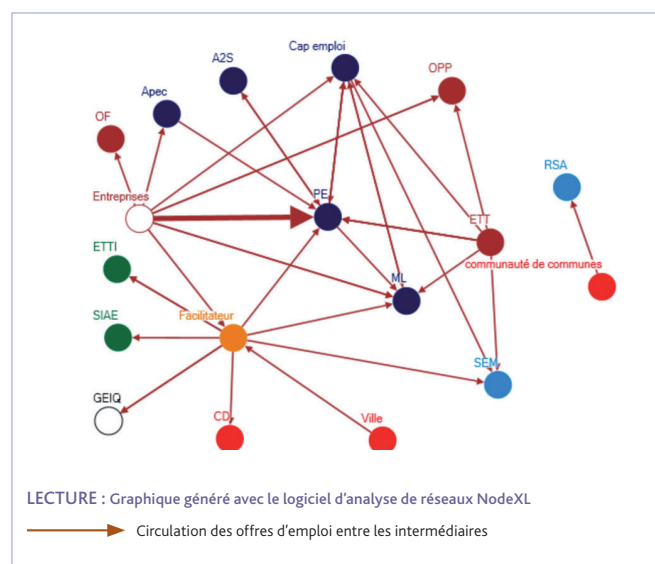 Cap emploi
A2S
OPP
Apec
OF
RSA
Entreprises
PE
ETT
ETTI
communauté de communes
ML
SIAE
Facilitateur
SEM
GEIQ
CD
Ville
LECTURE : Graphique généré avec le logiciel d'analyse de réseaux NodeXL
Circulation des offres d'emploi entre les intermédiaires